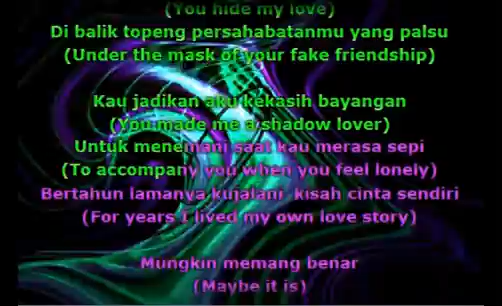 (You hide my love)
Di balik topeng persahabatanmu yang palsu
(Under the mask of your fake friendship)
Kau jadikan aku kekasih bayangan
(You made me a shadow lover)
Untuk menemani saat kau merasa sepi
(To accompany you when you feel lonely)
Bertahun lamanya kujalani kisah cinta sendiri
(For years I lived my own love story)
Mungkin memang benar
(Maybe it is)